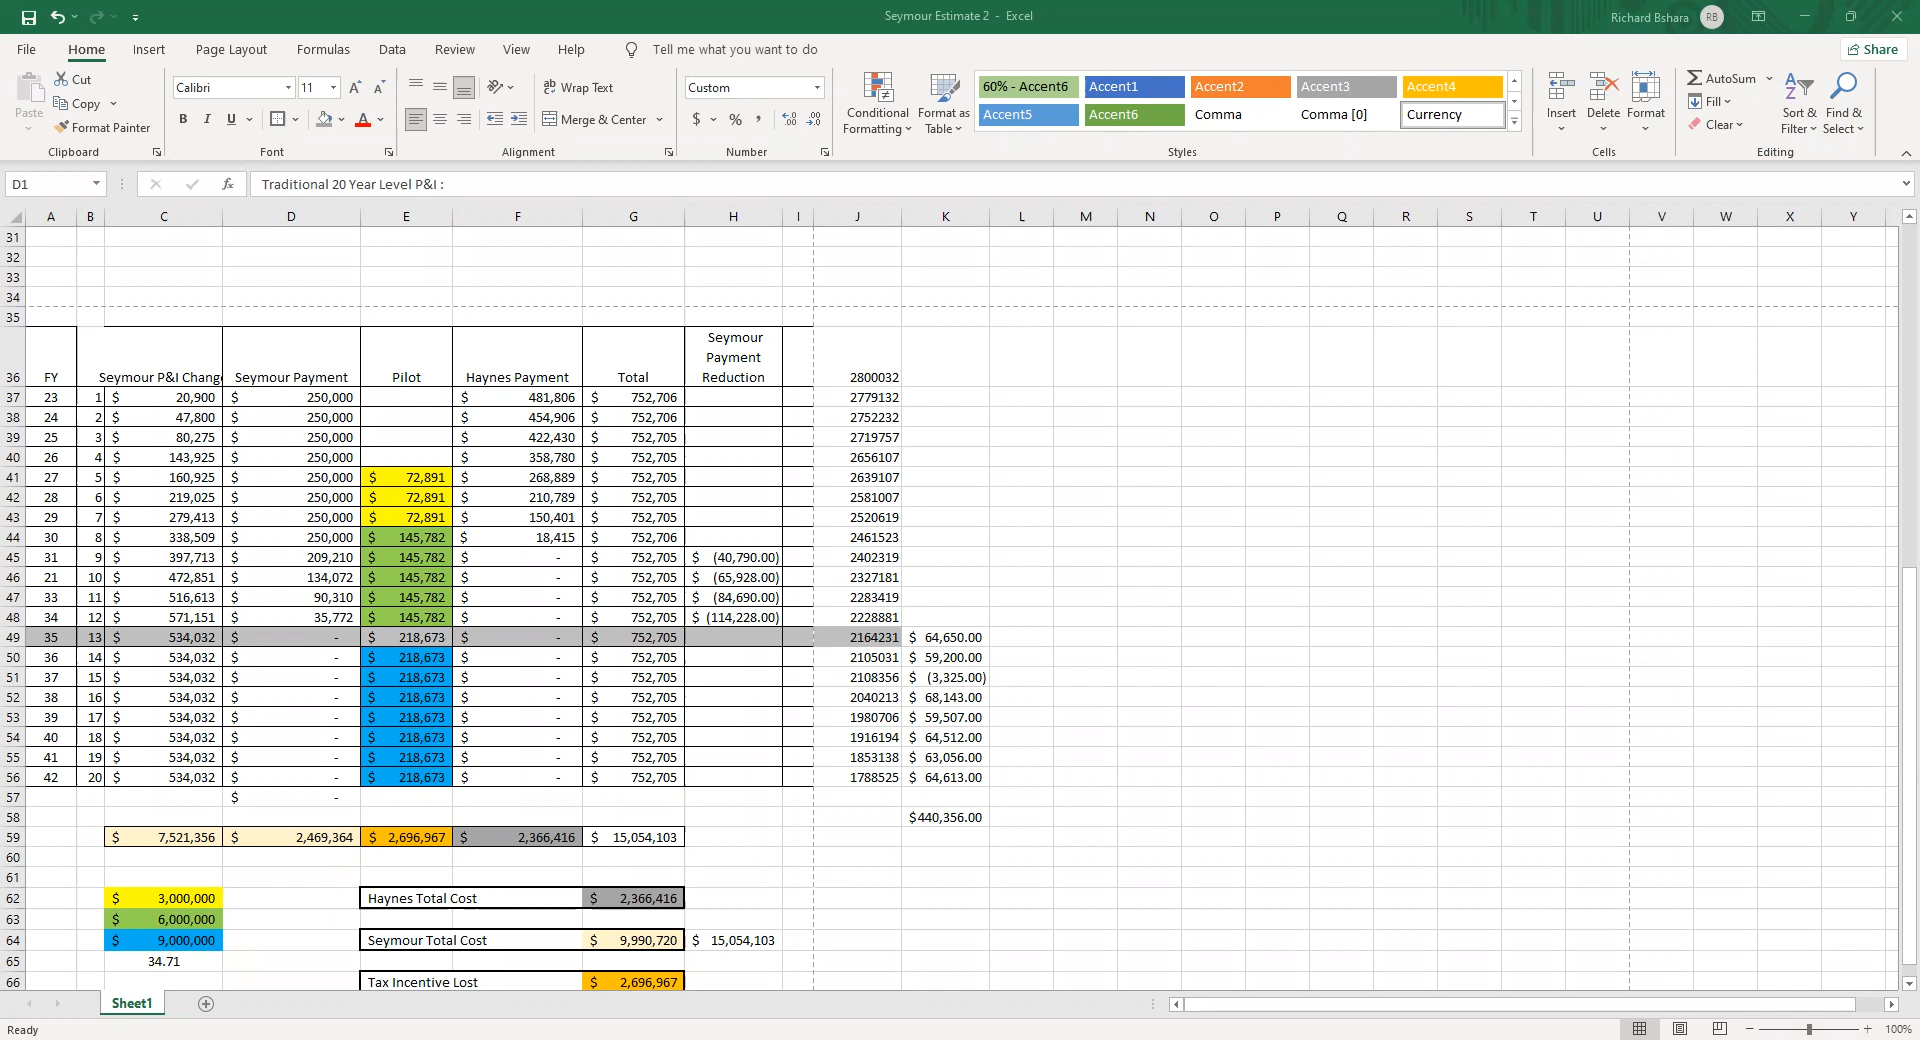 Seymour Estimate 2 - Excel
Richard Bshara RB
File Home Insert Page Layout Formulas Data Review View Help Tell me what you want to do Share
Paste Cut Copy Format Painter
Calibri 11 A A
B I U A
ab Wrap Text
Merge & Center
Custom
$ % , .00 .00
Conditional Formatting Format as Table
60% - Accent6 Accent1 Accent2 Accent3 Accent4
Accent5 Accent6 Comma Comma [0] Currency
Insert Delete Format
AutoSum Fill Clear
Sort & Filter Find & Select
Clipboard Font Alignment Number Styles Cells Editing
D1 fx Traditional 20 Year Level P&I :
A B C D E F G H I J K L M N O P Q R S T U V W X Y
31
32
33
34
35
Seymour
Payment
36 FY Seymour P&I Chang Seymour Payment Pilot Haynes Payment Total Reduction 2800032
37 23 1 $ 20,900 $ 250,000 $ 481,806 $ 752,706 2779132
38 24 2 $ 47,800 $ 250,000 $ 454,906 $ 752,706 2752232
39 25 3 $ 80,275 $ 250,000 $ 422,430 $ 752,705 2719757
40 26 4 $ 143,925 $ 250,000 $ 358,780 $ 752,705 2656107
41 27 5 $ 160,925 $ 250,000 $ 72,891 $ 268,889 $ 752,705 2639107
42 28 6 $ 219,025 $ 250,000 $ 72,891 $ 210,789 $ 752,705 2581007
43 29 7 $ 279,413 $ 250,000 $ 72,891 $ 150,401 $ 752,705 2520619
44 30 8 $ 338,509 $ 250,000 $ 145,782 $ 18,415 $ 752,706 2461523
45 31 9 $ 397,713 $ 209,210 $ 145,782 $ - $ 752,705 $ (40,790.00) 2402319
46 21 10 $ 472,851 $ 134,072 $ 145,782 $ - $ 752,705 $ (65,928.00) 2327181
47 33 11 $ 516,613 $ 90,310 $ 145,782 $ - $ 752,705 $ (84,690.00) 2283419
48 34 12 $ 571,151 $ 35,772 $ 145,782 $ - $ 752,705 $ (114,228.00) 2228881
49 35 13 $ 534,032 $ - $ 218,673 $ - $ 752,705 2164231 $ 64,650.00
50 36 14 $ 534,032 $ - $ 218,673 $ - $ 752,705 2105031 $ 59,200.00
51 37 15 $ 534,032 $ - $ 218,673 $ - $ 752,705 2108356 $ (3,325.00)
52 38 16 $ 534,032 $ - $ 218,673 $ - $ 752,705 2040213 $ 68,143.00
53 39 17 $ 534,032 $ - $ 218,673 $ - $ 752,705 1980706 $ 59,507.00
54 40 18 $ 534,032 $ - $ 218,673 $ - $ 752,705 1916194 $ 64,512.00
55 41 19 $ 534,032 $ - $ 218,673 $ - $ 752,705 1853138 $ 63,056.00
56 42 20 $ 534,032 $ - $ 218,673 $ - $ 752,705 1788525 $ 64,613.00
57 $ -
58 $440,356.00
59 $ 7,521,356 $ 2,469,364 $ 2,696,967 $ 2,366,416 $ 15,054,103
60
61
62 $ 3,000,000 Haynes Total Cost $ 2,366,416
63 $ 6,000,000
64 $ 9,000,000 Seymour Total Cost $ 9,990,720 $ 15,054,103
65 34.71
66 Tax Incentive Lost $ 2,696,967
Sheet1
Ready 100%